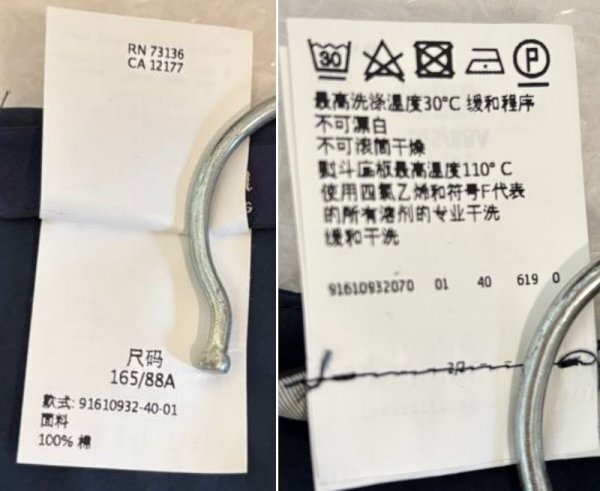 RN 73136
CA 12177
尺码
165/88A
款式: 91610932-40-01
面料
100% 棉
30
P
最高洗涤温度30°C 缓和程序
不可漂白
不可滚筒干燥
熨斗底板最高温度110° C
使用四氯乙烯和符号F代表
的所有溶剂的专业干洗
缓和干洗
91610932070 01 40 619 0